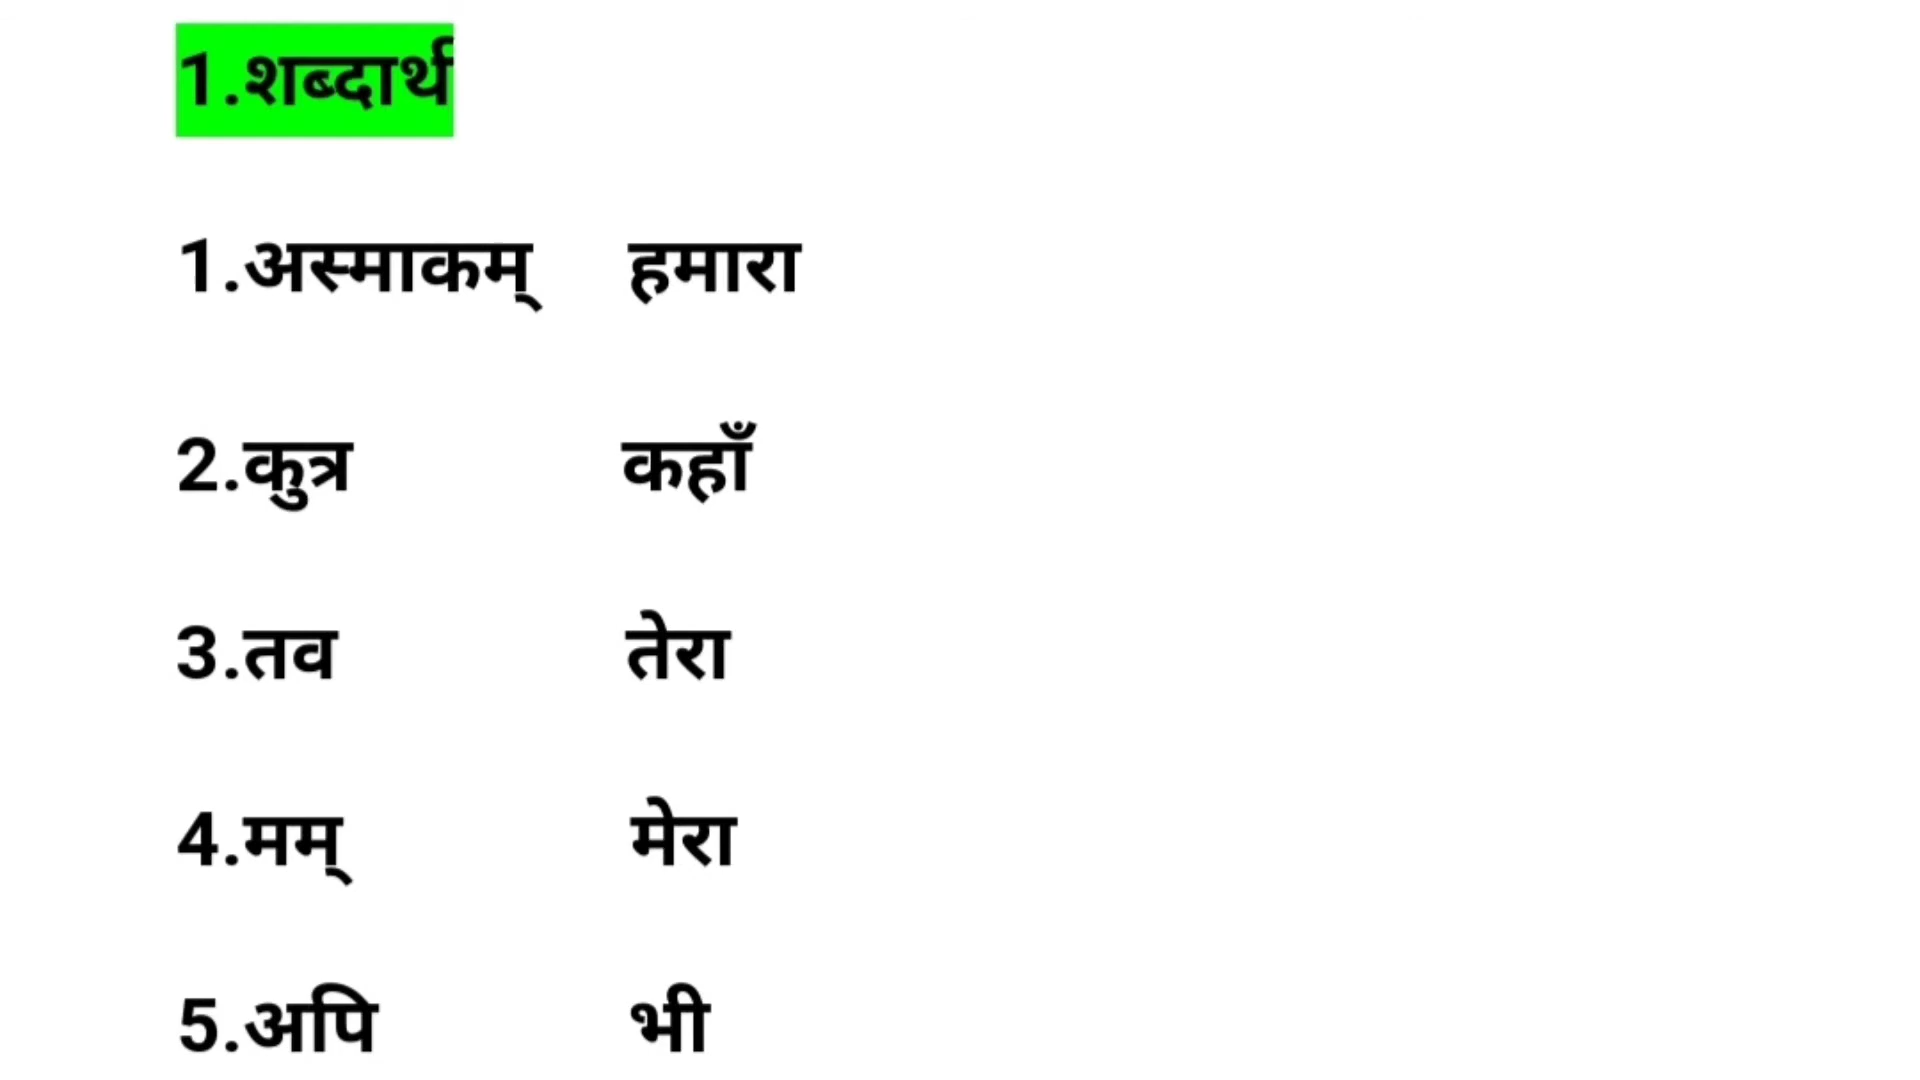 1.शब्दार्थ
1.अस्माकम् हमारा
2.कुत्र कहाँ
3.तव तेरा
4.मम् मेरा
5.अपि भी